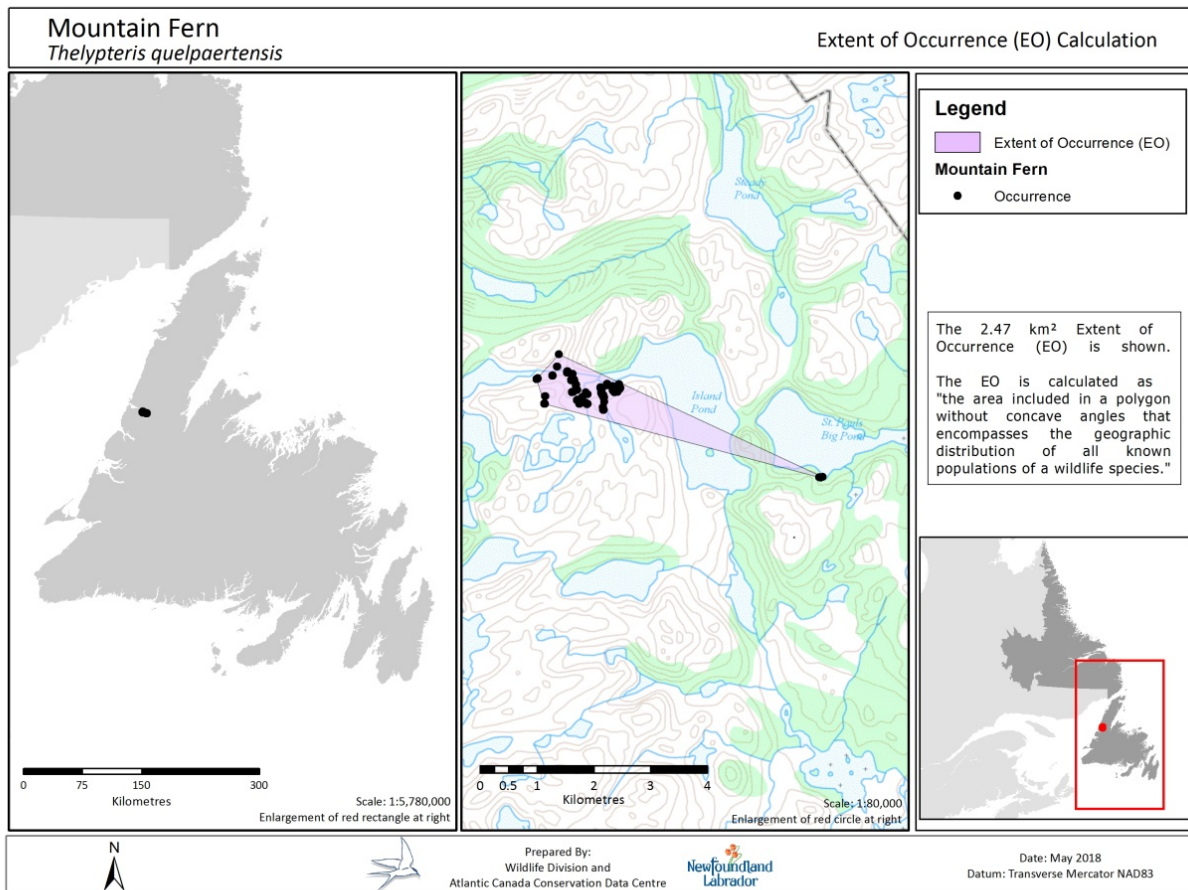 Mountain Fern
Thelypteris quelpaertensis
Extent of Occurrence (EO) Calculation
0 75 150 300
Kilometres
Scale: 1:5,780,000
Enlargement of red rectangle at right
Steady
Pond
Island
Pond
St. Pauls
Big Pond
0 0.5 1 2 3 4
Kilometres
Scale: 1:80,000
Enlargement of red circle at right
Legend
Extent of Occurrence (EO)
Mountain Fern
Occurrence
The 2.47 km² Extent of
Occurrence (EO) is shown.
The EO is calculated as
"the area included in a polygon
without concave angles that
encompasses the geographic
distribution of all known
populations of a wildlife species."
N
Prepared By:
Wildlife Division and
Atlantic Canada Conservation Data Centre
Newfoundland
Labrador
Date: May 2018
Datum: Transverse Mercator NAD83